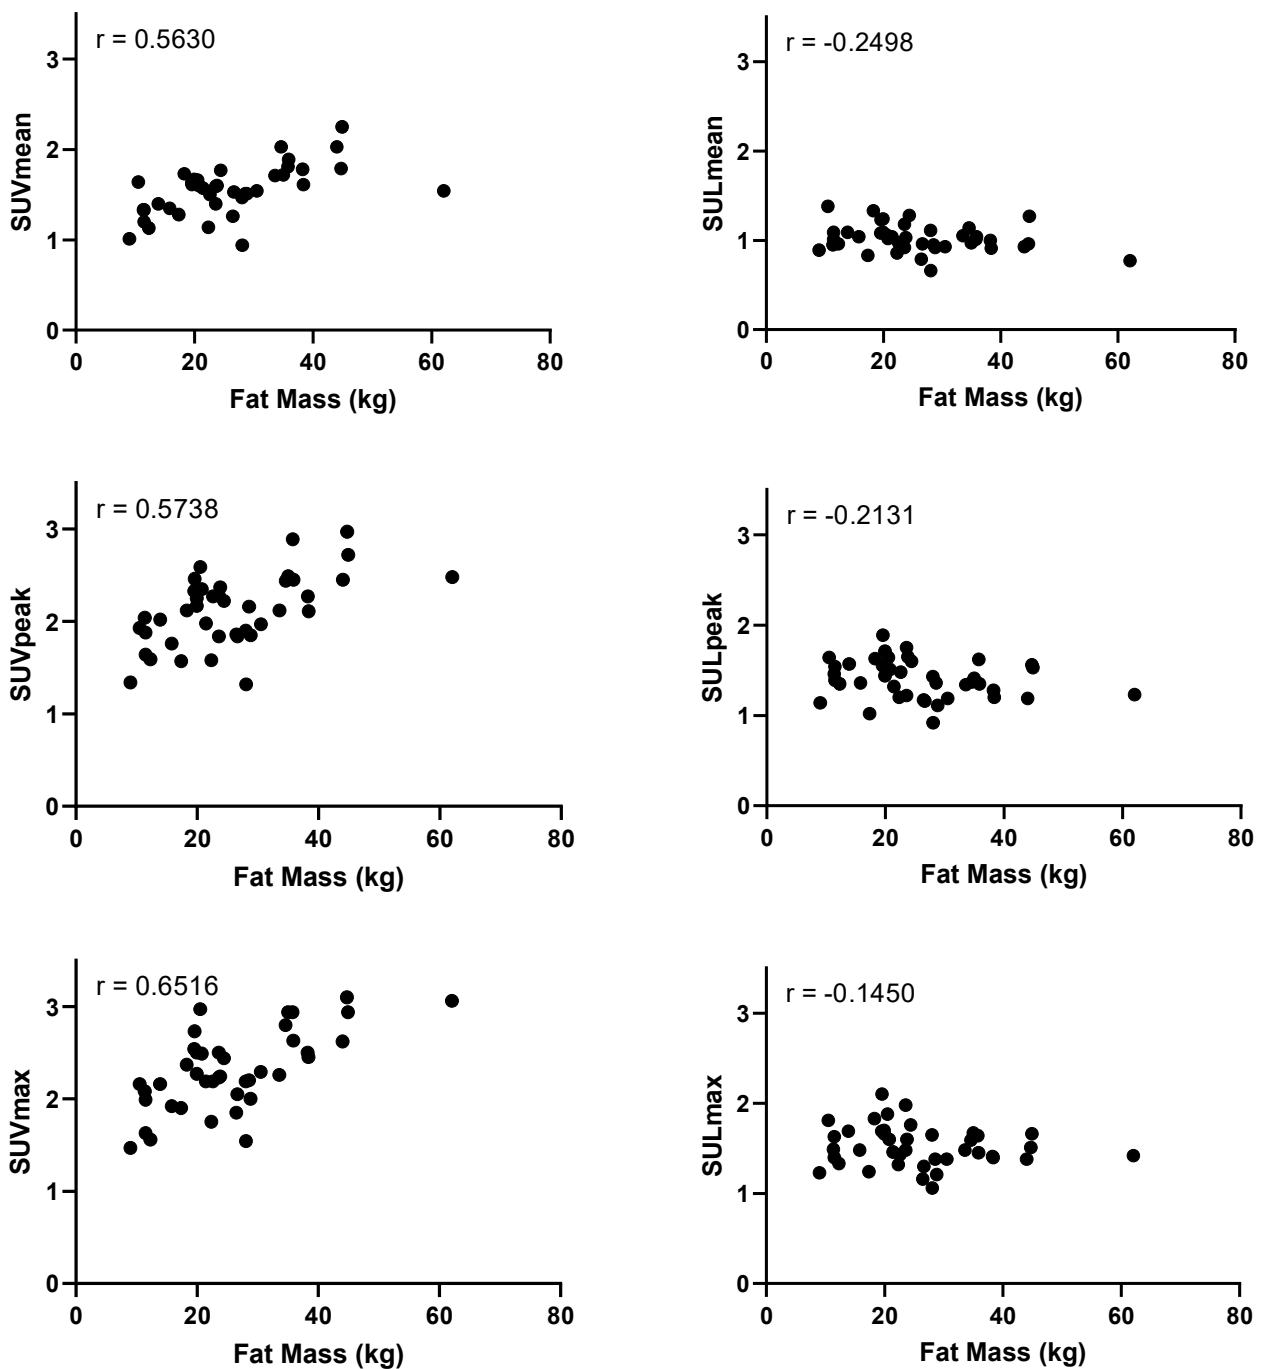 r = 0.5630
3
2
1
0
SUVmean
0 20 40 60 80
Fat Mass (kg)
r = -0.2498
3
2
1
0
SULmean
0 20 40 60 80
Fat Mass (kg)
r = 0.5738
3
2
1
0
SUVpeak
0 20 40 60 80
Fat Mass (kg)
r = -0.2131
3
2
1
0
SULpeak
0 20 40 60 80
Fat Mass (kg)
r = 0.6516
3
2
1
0
SUVmax
0 20 40 60 80
Fat Mass (kg)
r = -0.1450
3
2
1
0
SULmax
0 20 40 60 80
Fat Mass (kg)